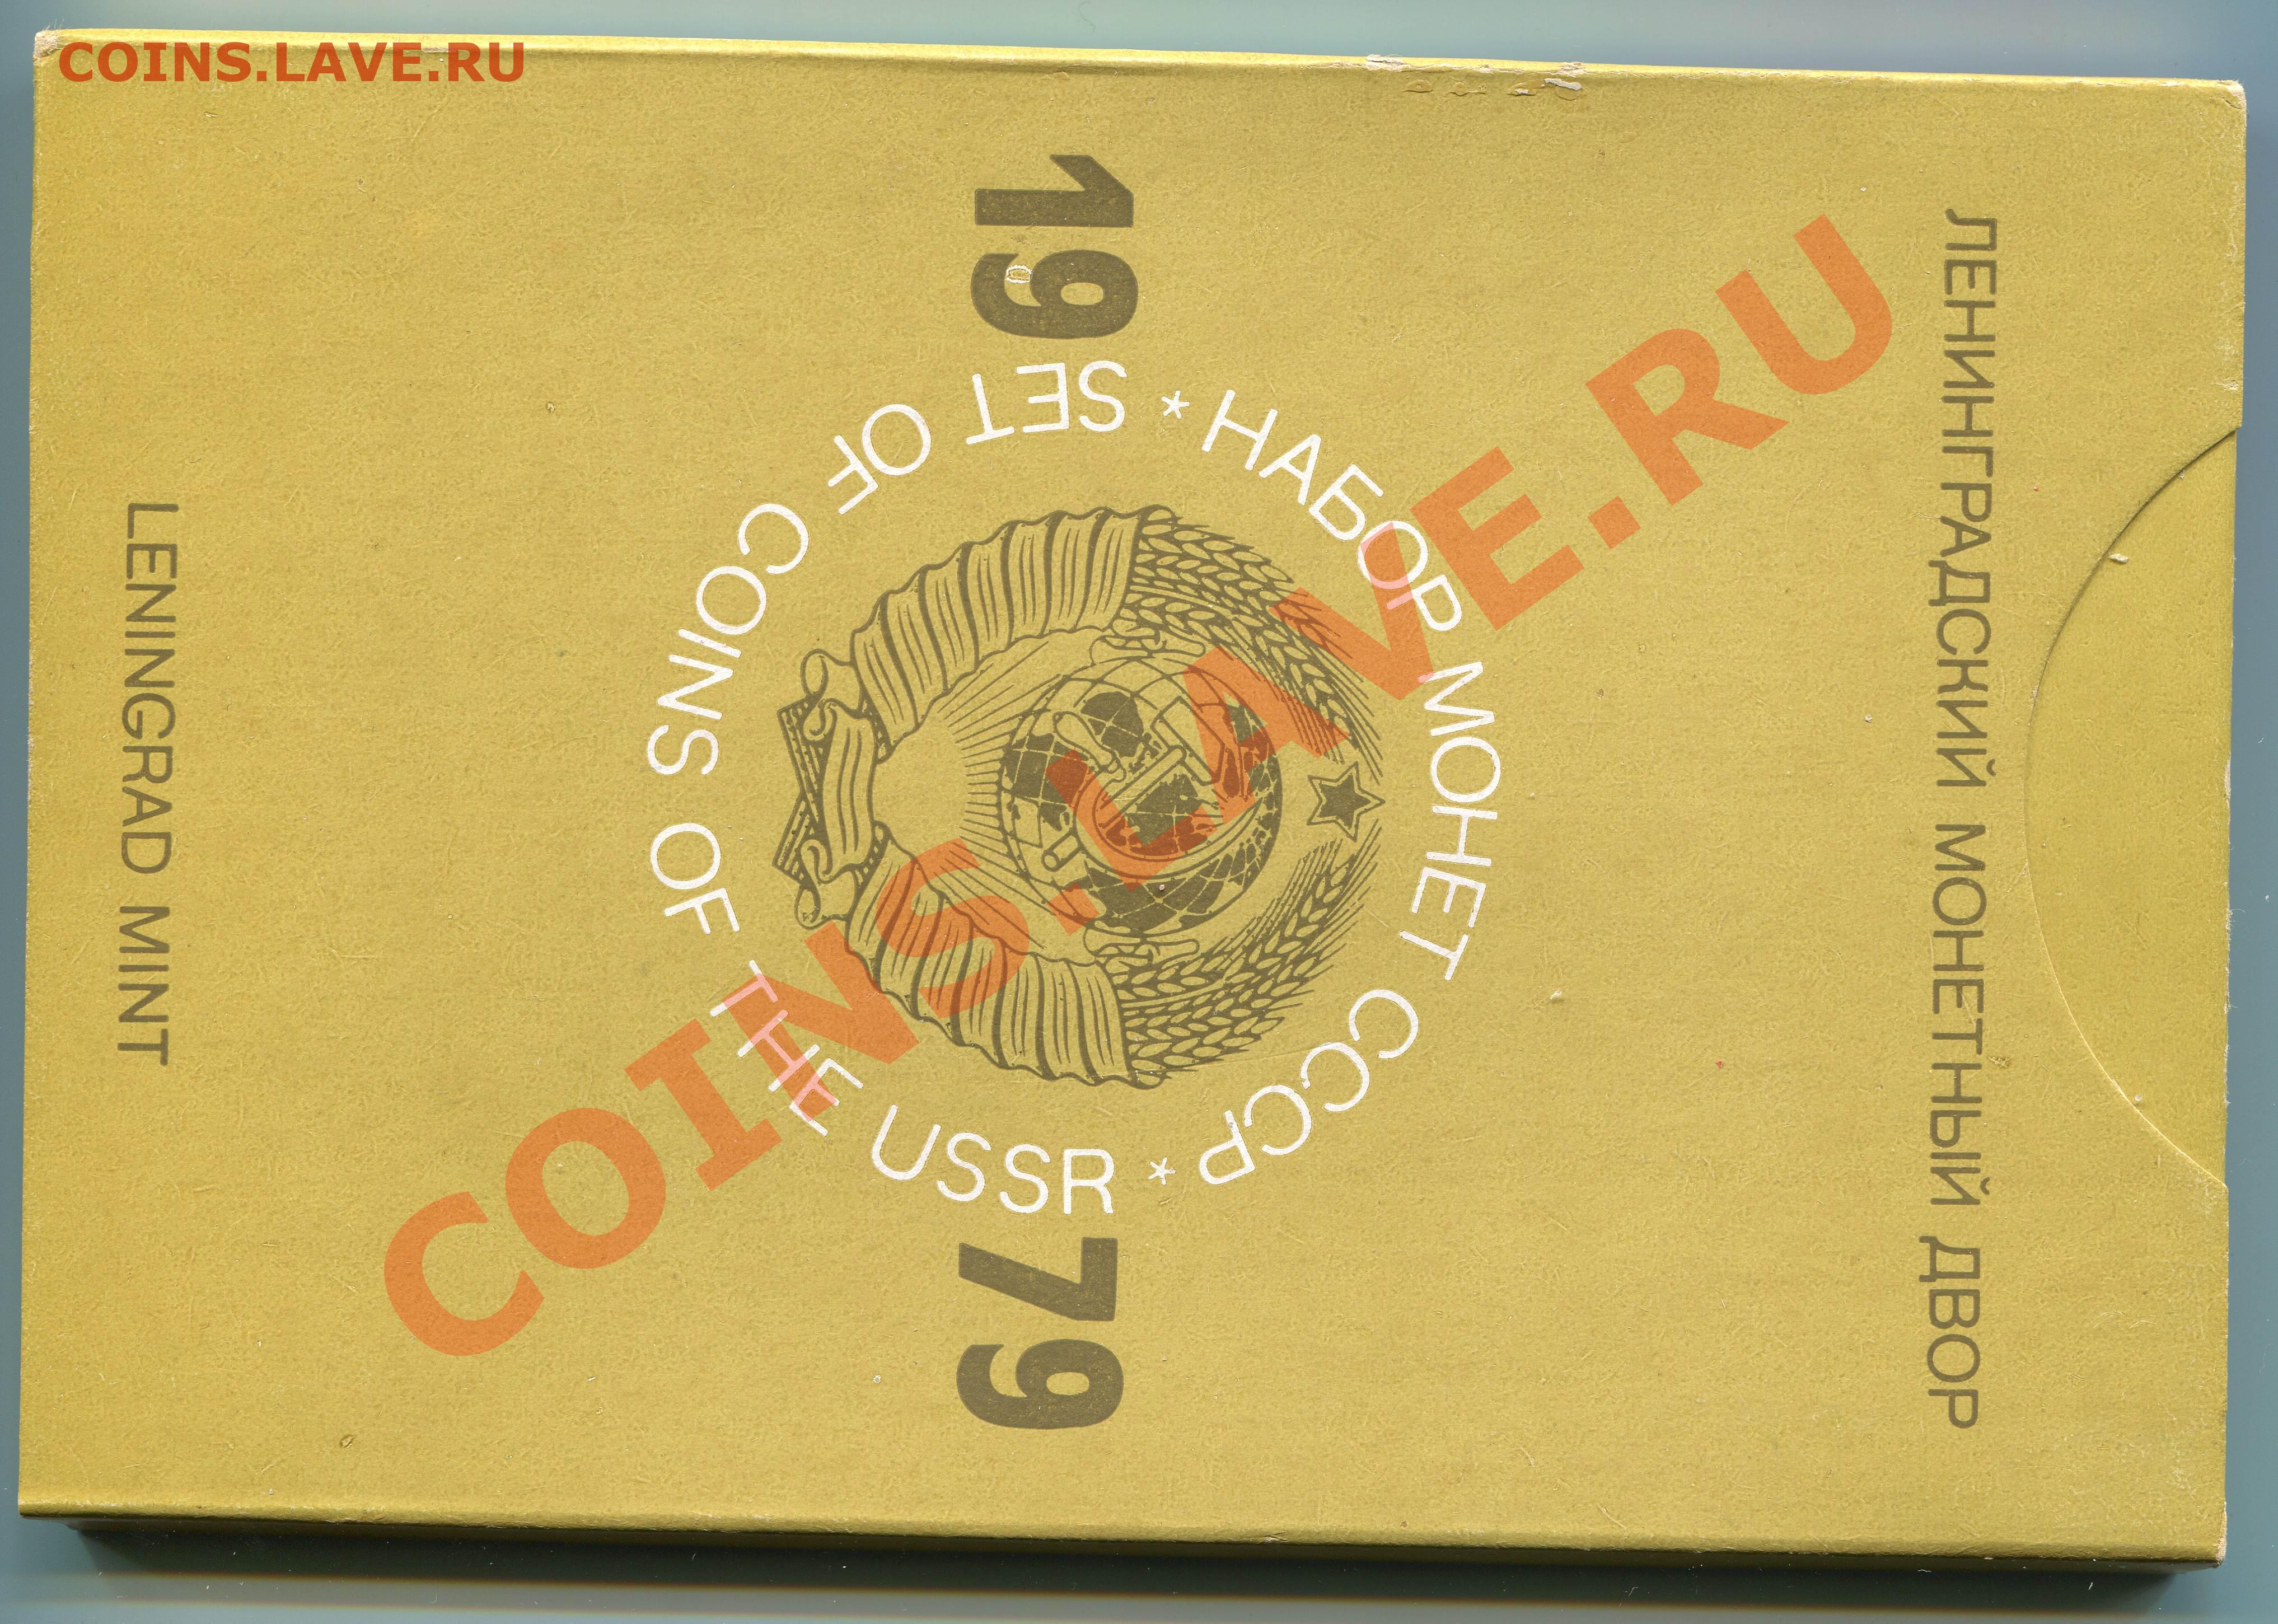 COINS.LAVE.RU
ЛЕНИНГРАДСКИЙ МОНЕТНЫЙ ДВОР
НАБОР МОНЕТ СССР
19 79
SET OF COINS OF THE USSR
LENINGRAD MINT
COINS.LAVE.RU